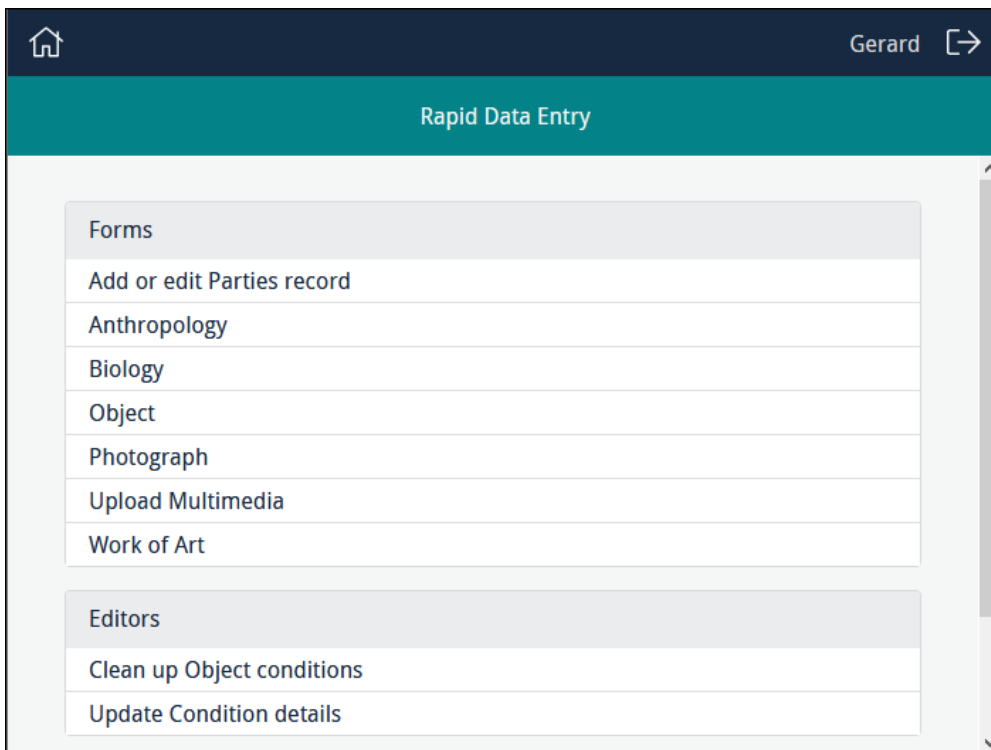 Gerard
Rapid Data Entry
Forms
Add or edit Parties record
Anthropology
Biology
Object
Photograph
Upload Multimedia
Work of Art
Editors
Clean up Object conditions
Update Condition details